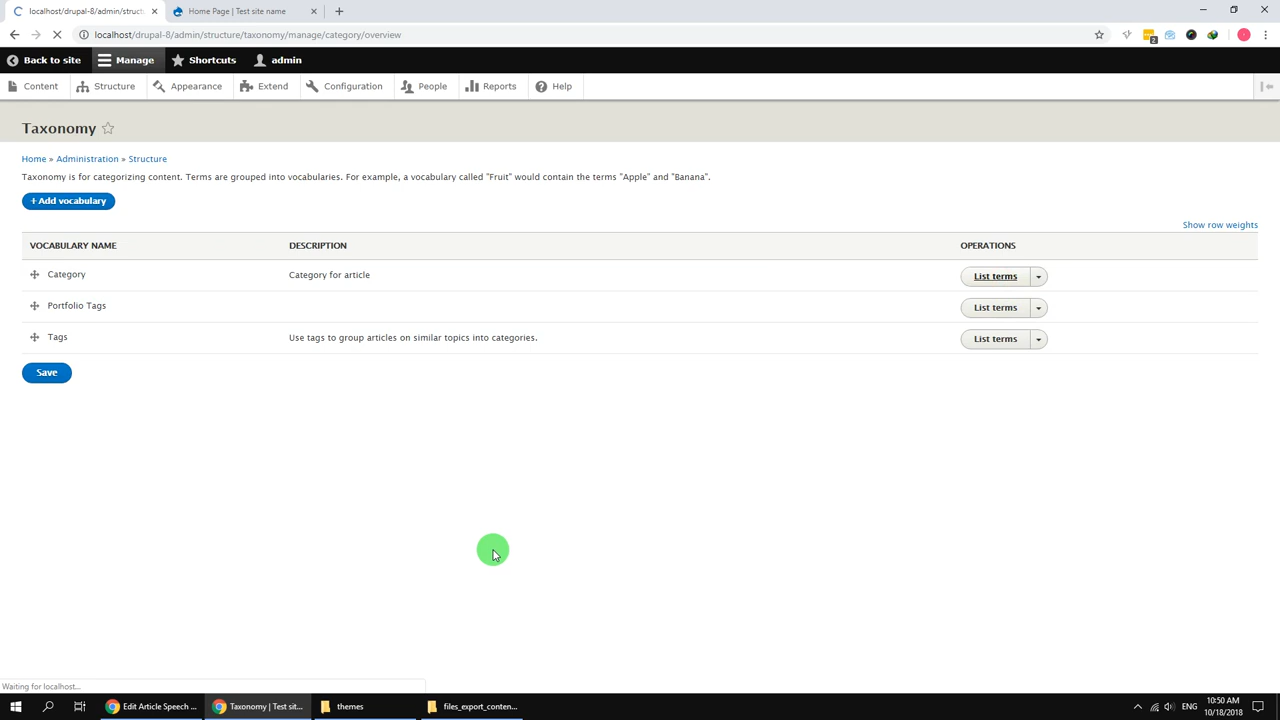 localhost/drupal-8/admin/struct
Home Page | Test site name
localhost/drupal-8/admin/structure/taxonomy/manage/category/overview
2
Back to site
Manage
Shortcuts
admin
Content
Structure
Appearance
Extend
Configuration
People
Reports
Help
Taxonomy
Home » Administration » Structure
Taxonomy is for categorizing content. Terms are grouped into vocabularies. For example, a vocabulary called "Fruit" would contain the terms "Apple" and "Banana".
+ Add vocabulary
Show row weights
VOCABULARY NAME DESCRIPTION OPERATIONS
Category Category for article List terms
Portfolio Tags List terms
Tags Use tags to group articles on similar topics into categories. List terms
Save
Waiting for localhost...
Edit Article Speech ...
Taxonomy | Test sit...
themes
files_export_conten...
ENG
10:50 AM
10/18/2018